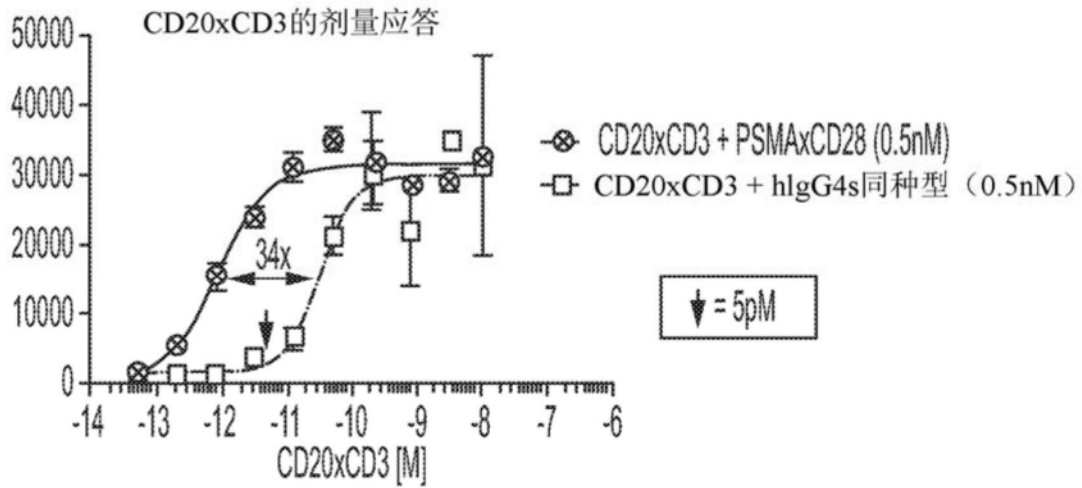 CD20xCD3的剂量应答
50000
40000
30000
20000
10000
0
34x
-14 -13 -12 -11 -10 -9 -8 -7 -6
CD20xCD3 [M]
CD20xCD3 + PSMAxCD28 (0.5nM)
CD20xCD3 + hIgG4s同种型（0.5nM）
= 5pM